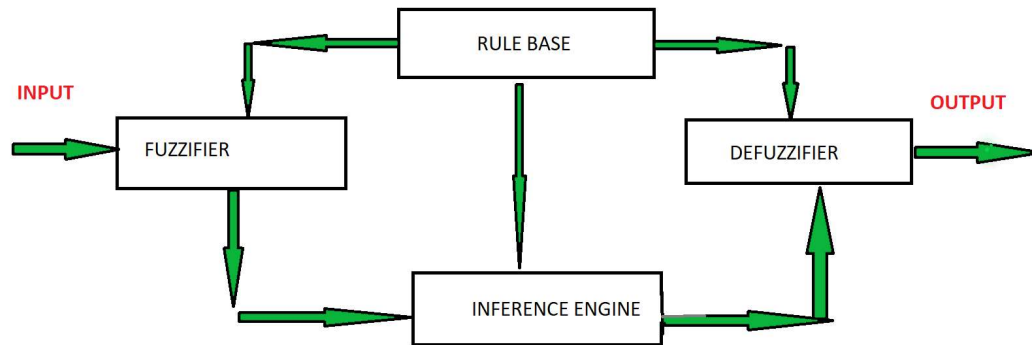 RULE BASE
INPUT
OUTPUT
FUZZIFIER
DEFUZZIFIER
INFERENCE ENGINE